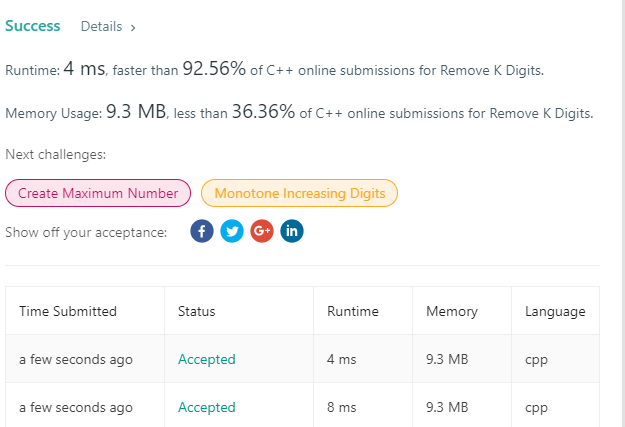 Success Details >
Runtime: 4 ms, faster than 92.56% of C++ online submissions for Remove K Digits.
Memory Usage: 9.3 MB, less than 36.36% of C++ online submissions for Remove K Digits.
Next challenges:
Create Maximum Number Monotone Increasing Digits
Show off your acceptance: f G+ in
Time Submitted Status Runtime Memory Language
a few seconds ago Accepted 4 ms 9.3 MB cpp
a few seconds ago Accepted 8 ms 9.3 MB cpp